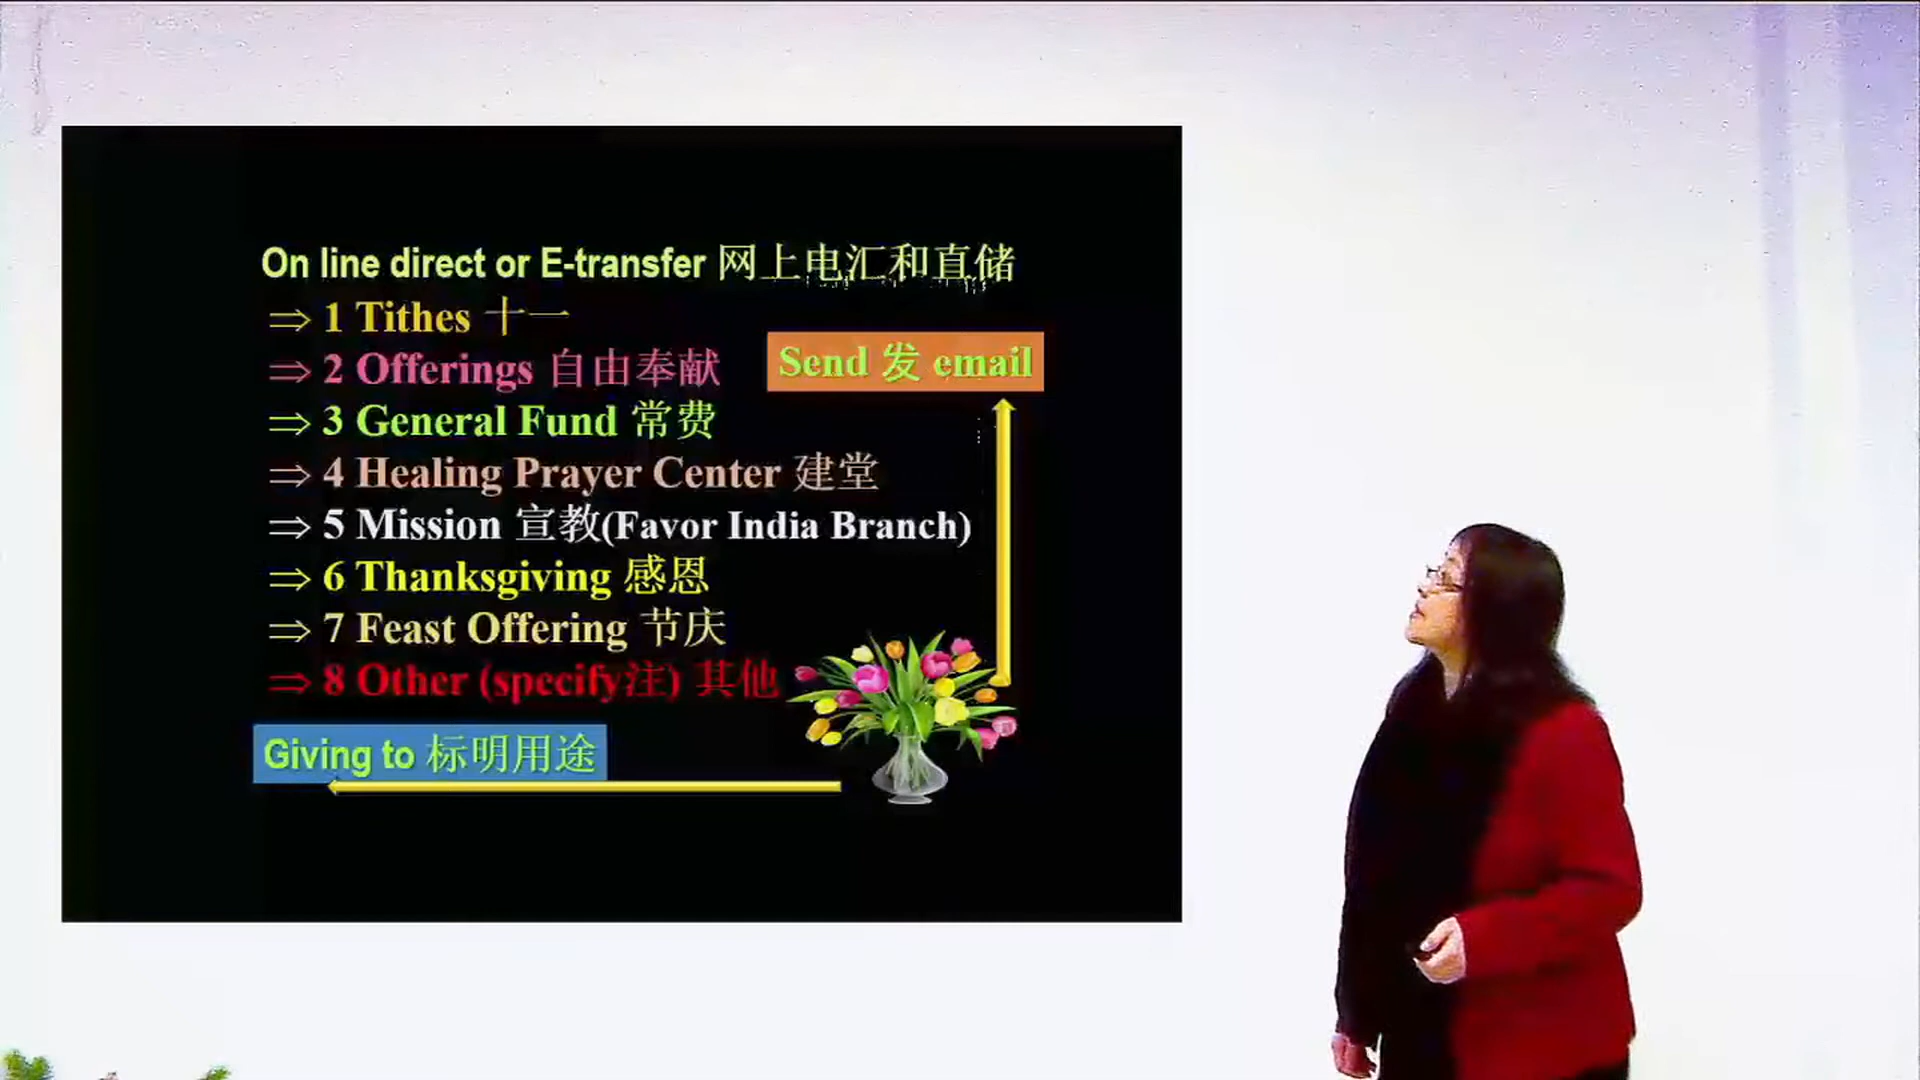 On line direct or E-transfer 网上电汇和直储
⇒ 1 Tithes 十一
⇒ 2 Offerings 自由奉献
Send 发 email
⇒ 3 General Fund 常费
⇒ 4 Healing Prayer Center 建堂
⇒ 5 Mission 宣教(Favor India Branch)
⇒ 6 Thanksgiving 感恩
⇒ 7 Feast Offering 节庆
⇒ 8 Other (specify注) 其他
Giving to 标明用途